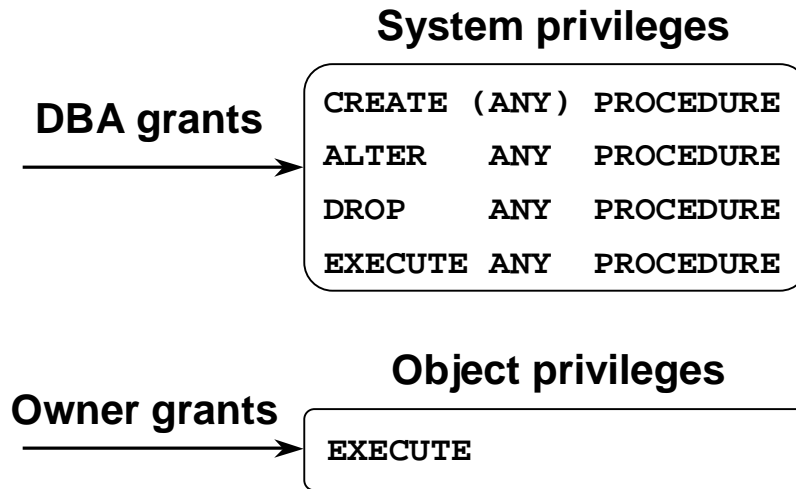 System privileges
DBA grants
CREATE (ANY) PROCEDURE
ALTER ANY PROCEDURE
DROP ANY PROCEDURE
EXECUTE ANY PROCEDURE
Object privileges
Owner grants
EXECUTE